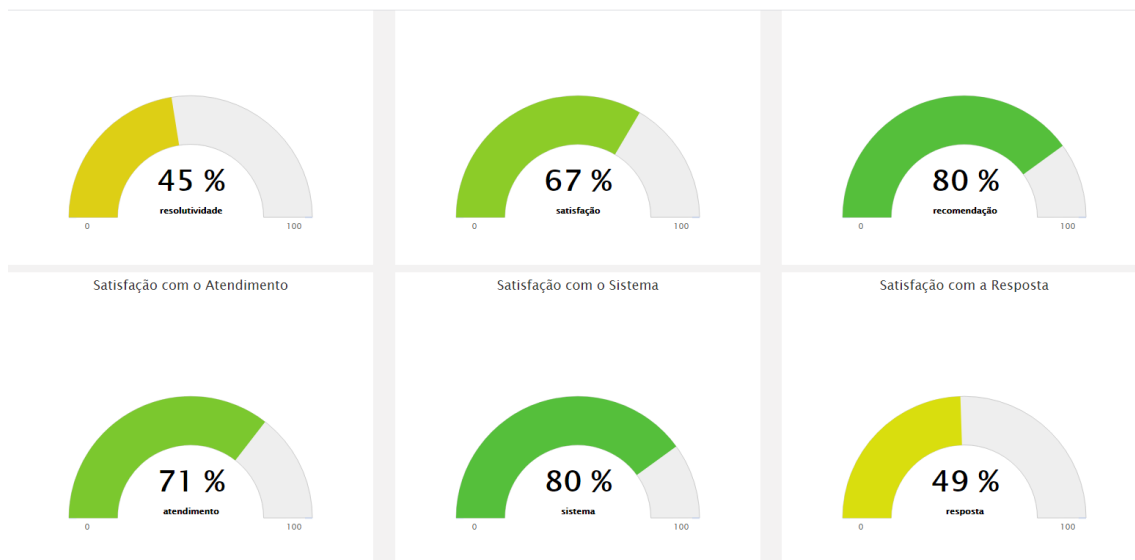 45 %
resolutividade
0 100
67 %
satisfação
0 100
80 %
recomendação
0 100
Satisfação com o Atendimento
71 %
atendimento
0 100
Satisfação com o Sistema
80 %
sistema
0 100
Satisfação com a Resposta
49 %
resposta
0 100